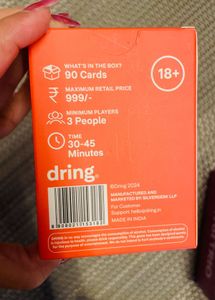 WHAT'S IN THE BOX?
90 Cards
18+
MAXIMUM RETAIL PRICE
999/-
MINIMUM PLAYERS
3 People
TIME
30-45
Minutes
dring®
©Dring 2024
MANUFACTURED AND
MARKETED BY: SILVERGENZ LLP
For Customer
Support: hello@dring.in
MADE IN INDIA